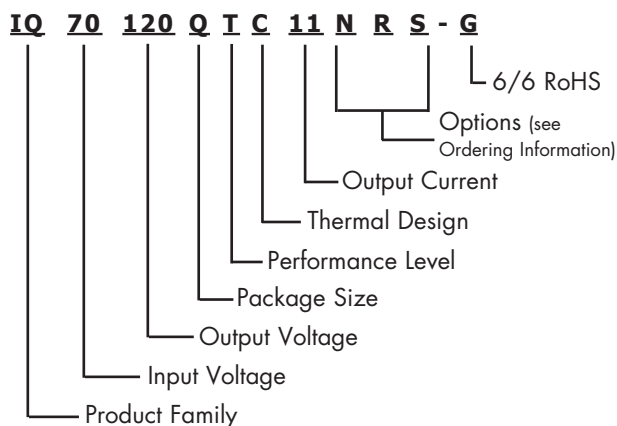 IQ 70 120 Q T C 11 N R S - G
6/6 RoHS
Options (see
Ordering Information)
Output Current
Thermal Design
Performance Level
Package Size
Output Voltage
Input Voltage
Product Family